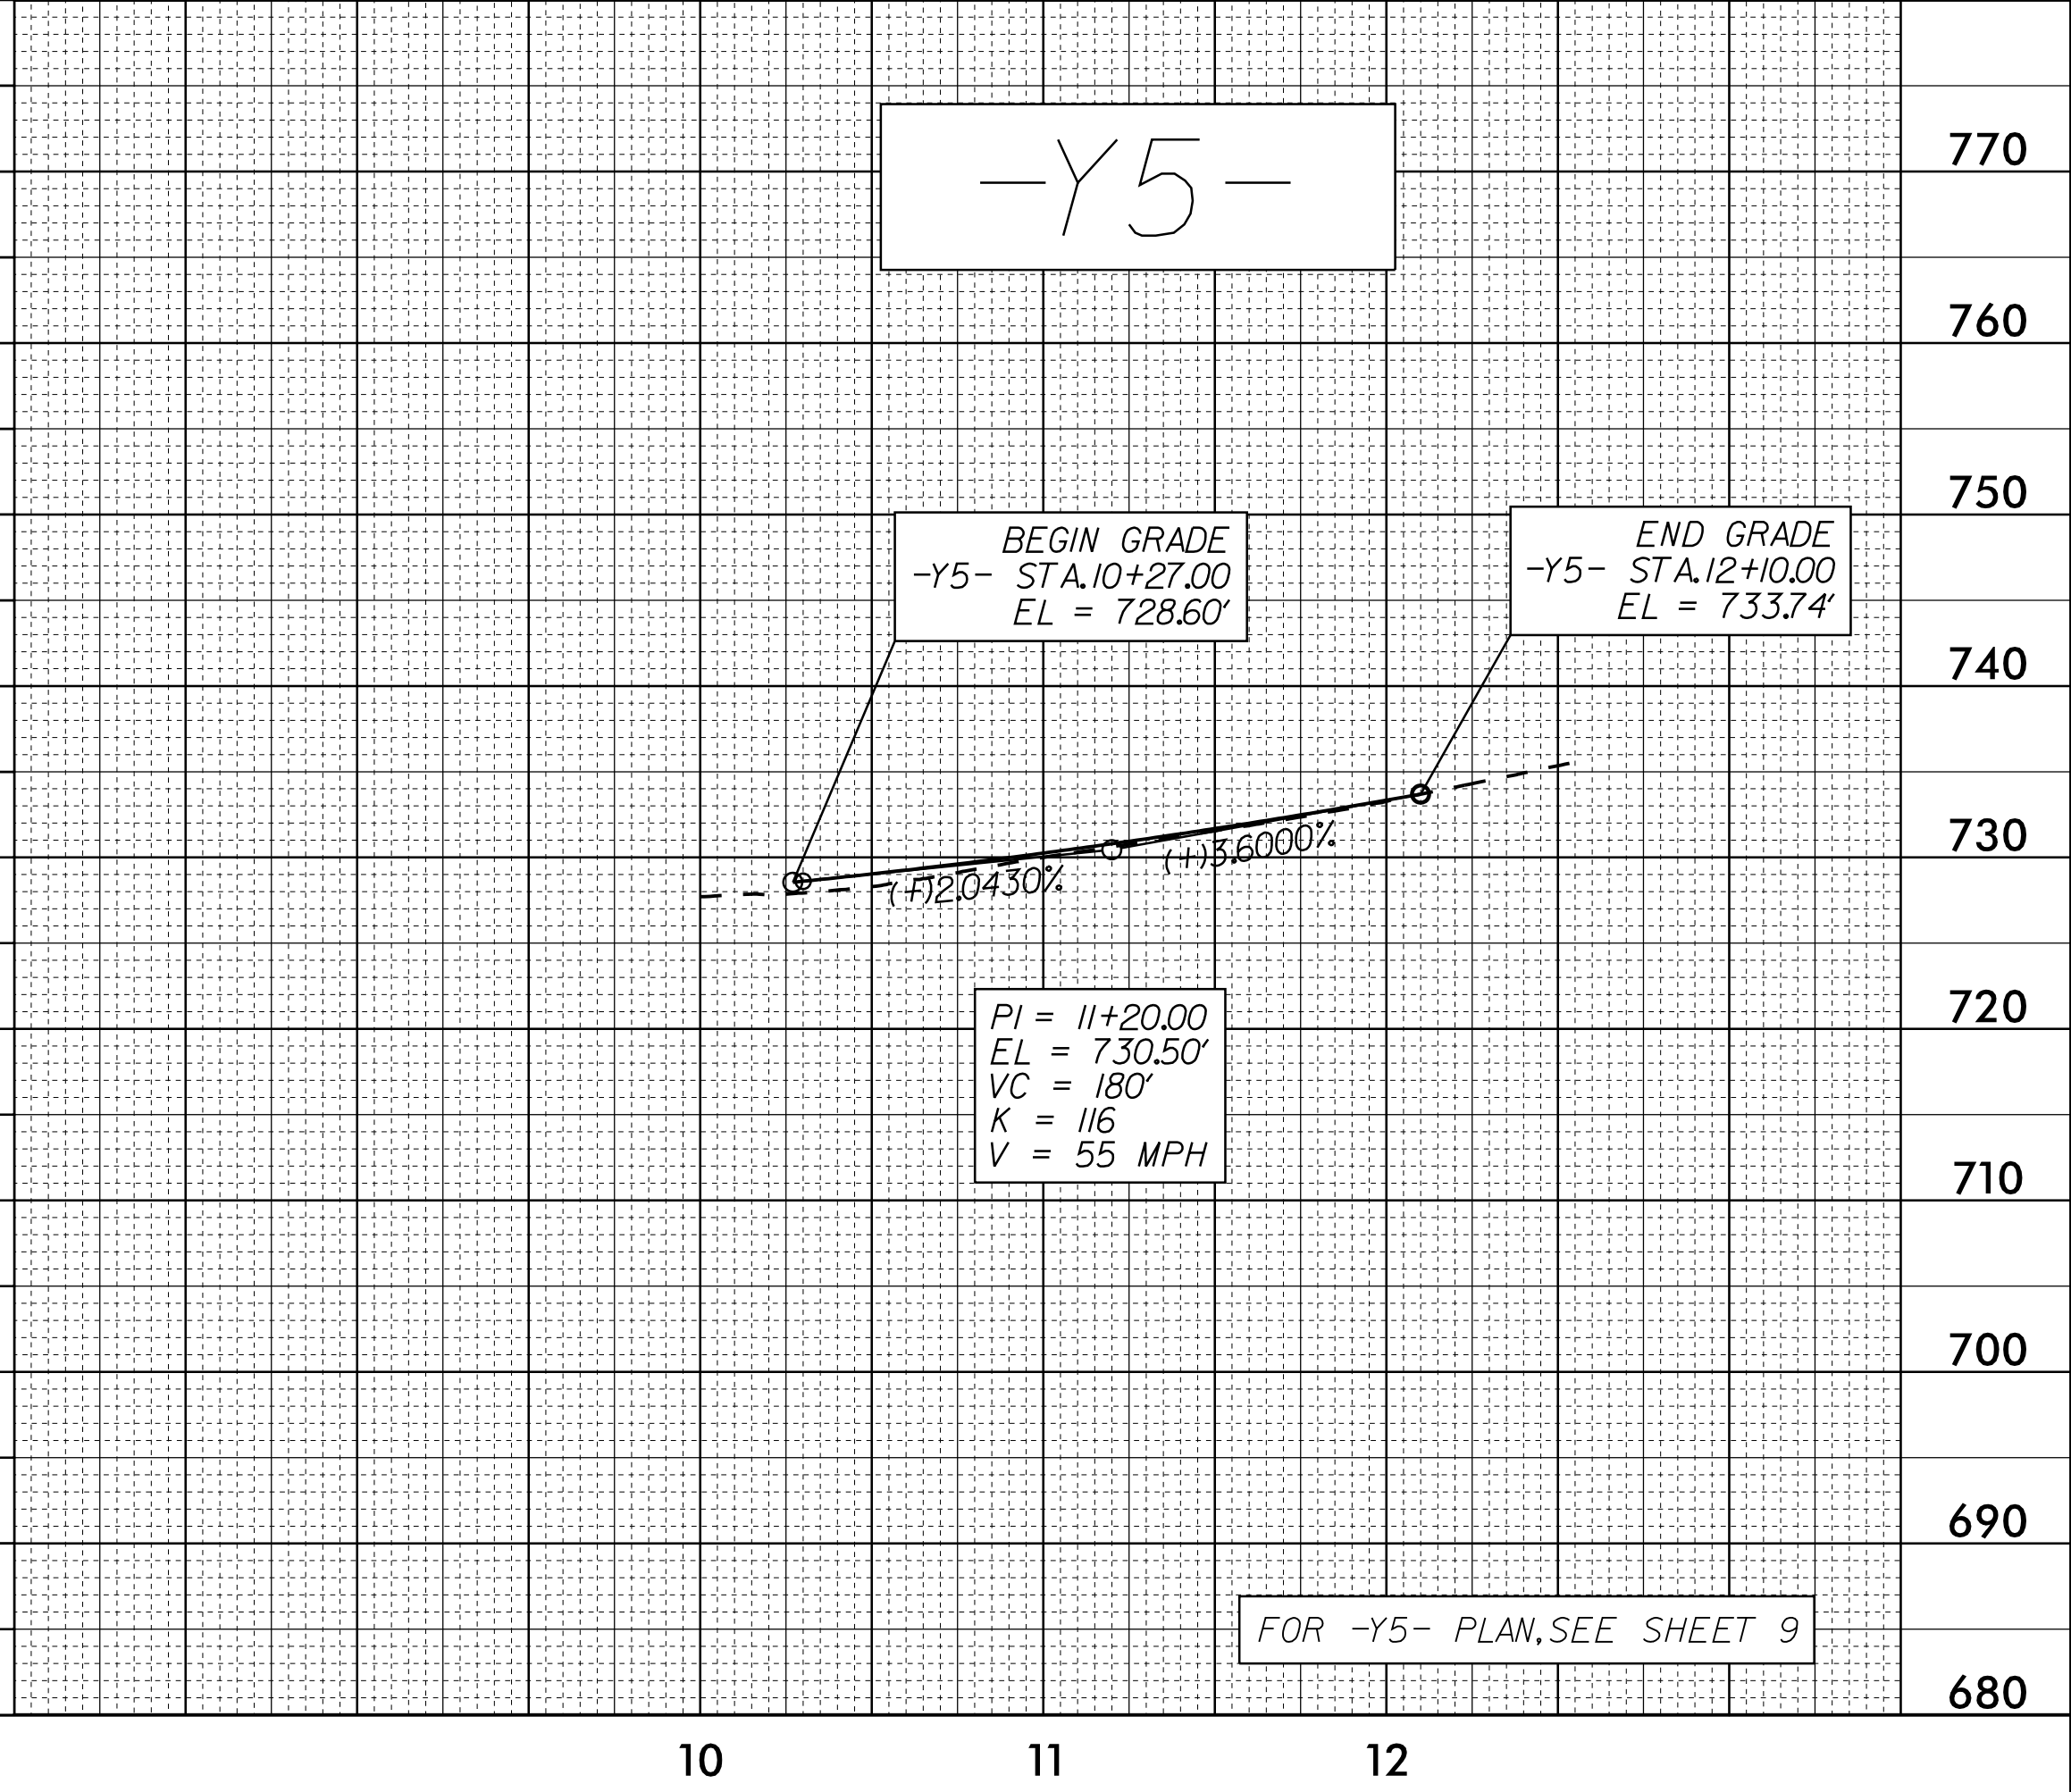 -Y5-
770
760
750
740
730
720
710
700
690
680
BEGIN GRADE
-Y5- STA.10+27.00
EL = 728.60'
END GRADE
-Y5- STA.12+10.00
EL = 733.74'
(+)2.0430%
(+)3.6000%
PI = 11+20.00
EL = 730.50'
VC = 180'
K = 116
V = 55 MPH
FOR -Y5- PLAN,SEE SHEET 9
10
11
12